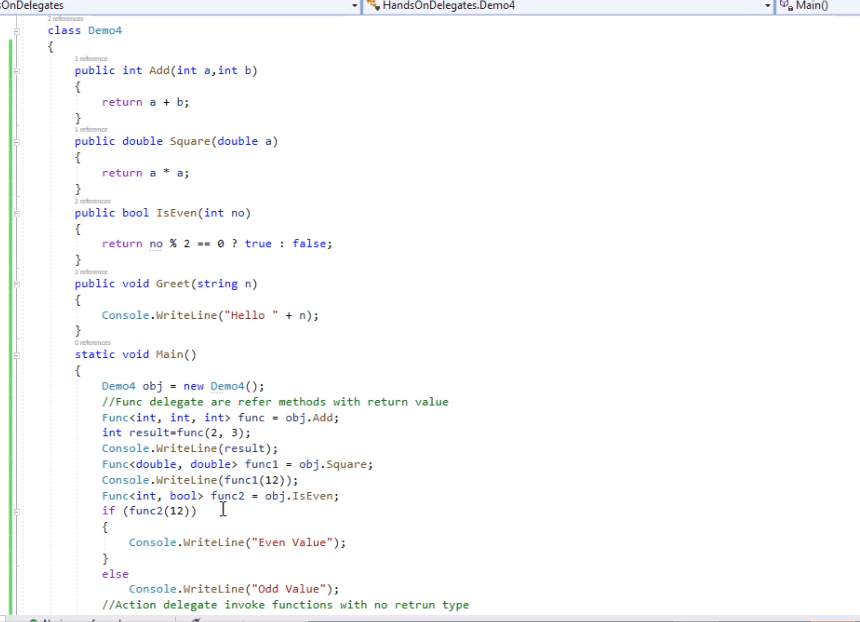 sOnDelegates HandsOnDelegates.Demo4 Main()
2 references
class Demo4
{
1 reference
public int Add(int a,int b)
{
return a + b;
}
1 reference
public double Square(double a)
{
return a * a;
}
2 references
public bool IsEven(int no)
{
return no % 2 == 0 ? true : false;
}
1 reference
public void Greet(string n)
{
Console.WriteLine("Hello " + n);
}
0 references
static void Main()
{
Demo4 obj = new Demo4();
//Func delegate are refer methods with return value
Func<int, int, int> func = obj.Add;
int result=func(2, 3);
Console.WriteLine(result);
Func<double, double> func1 = obj.Square;
Console.WriteLine(func1(12));
Func<int, bool> func2 = obj.IsEven;
if (func2(12))
{
Console.WriteLine("Even Value");
}
else
Console.WriteLine("Odd Value");
//Action delegate invoke functions with no retrun type